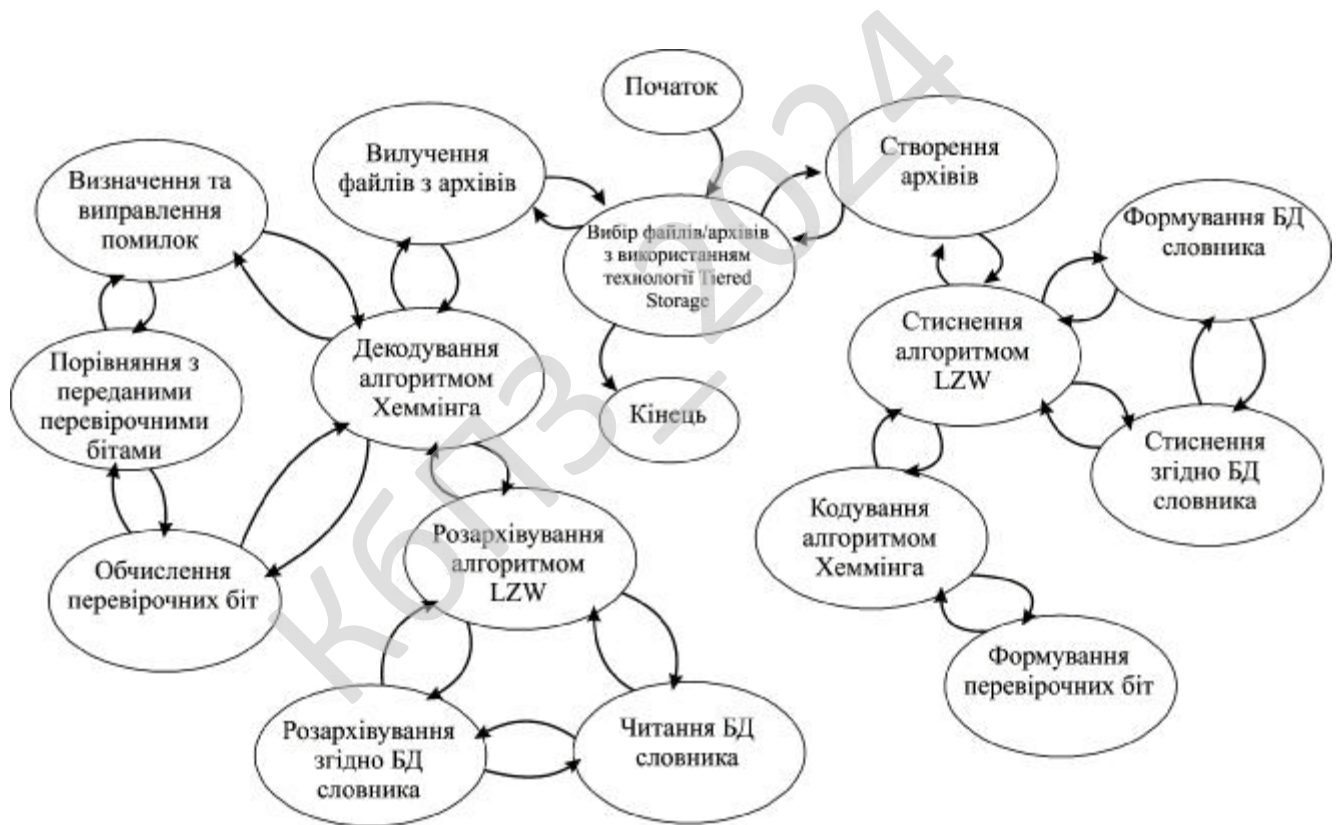 Початок
Вилучення
файлів з архівів
Створення
архівів
Визначення та
виправлення
помилок
Вибір файлів/архівів
з використанням
технології Tiered
Storage
Формування БД
словника
Порівняння з
переданими
перевірочними
бітами
Декодування
алгоритмом
Хеммінга
Стиснення
алгоритмом
LZW
Кінець
Стиснення
згідно БД
словника
Обчислення
перевірочних біт
Розархівування
алгоритмом
LZW
Кодування
алгоритмом
Хеммінга
Формування
перевірочних біт
Розархівування
згідно БД
словника
Читання БД
словника
КбПЗ_2024